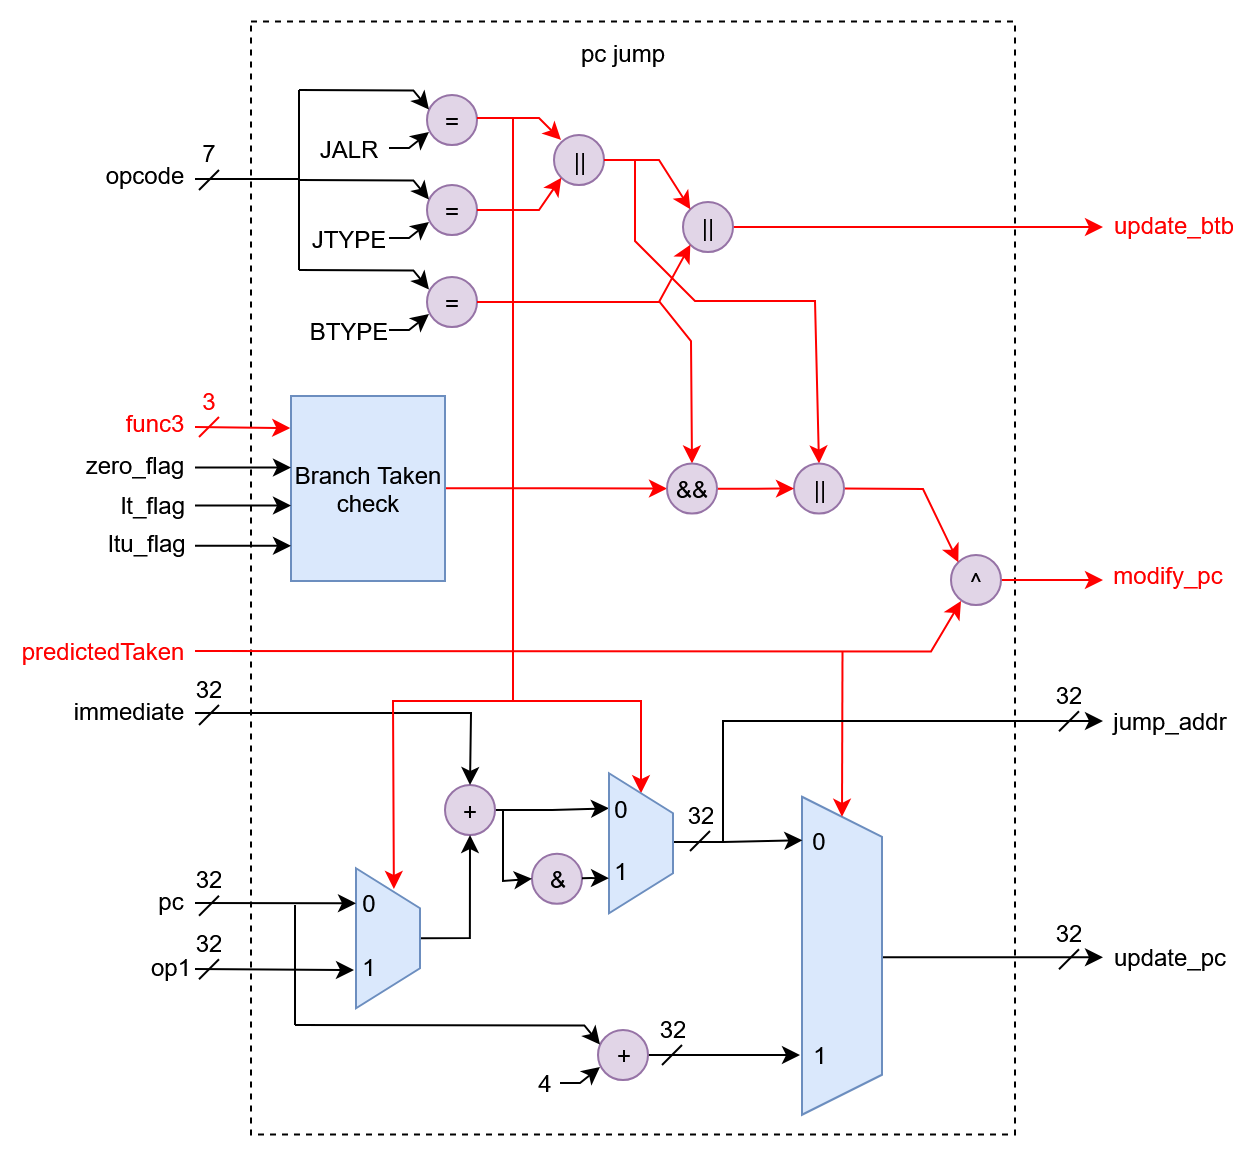 pc jump
=
7
JALR
||
opcode
=
JTYPE
||
update_btb
=
BTYPE
3
func3
zero_flag
Branch Taken
check
&&
||
lt_flag
ltu_flag
^
modify_pc
predictedTaken
32
immediate
32
jump_addr
+
0
32
0
1
&
32
pc
0
32
op1
1
32
update_pc
32
+
1
4